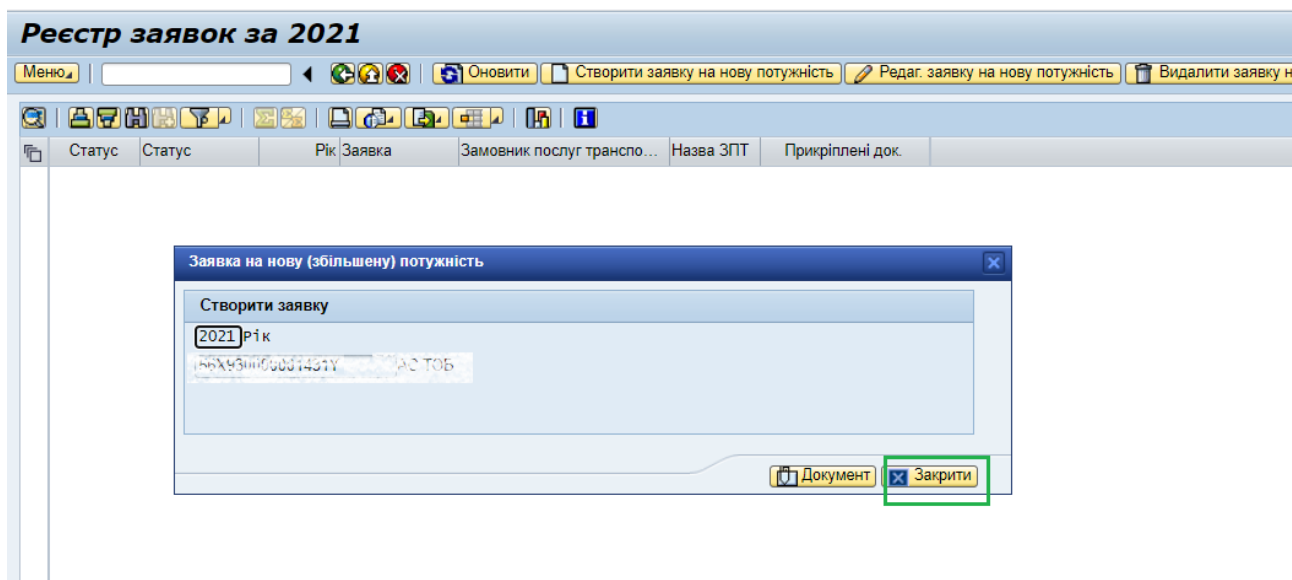 Реєстр заявок за 2021
Меню Оновити Створити заявку на нову потужність Редаг. заявку на нову потужність Видалити заявку н
Статус Статус Рік Заявка Замовник послуг транспо... Назва ЗПТ Прикріплені док.
Заявка на нову (збільшену) потужність
Створити заявку
2021 Рік
ТОВ
Документ Закрити